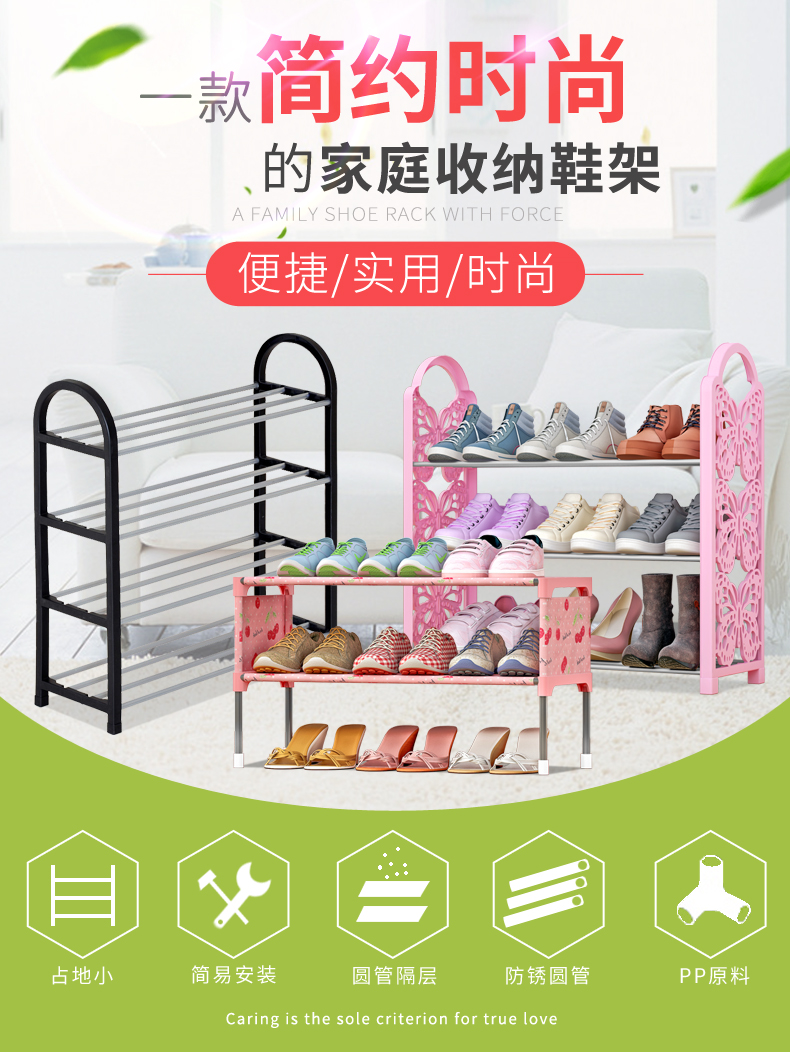 一款简约时尚
的家庭收纳鞋架
A FAMILY SHOE RACK WITH FORCE
便捷/实用/时尚
占地小
简易安装
圆管隔层
防锈圆管
PP原料
Caring is the sole criterion for true love